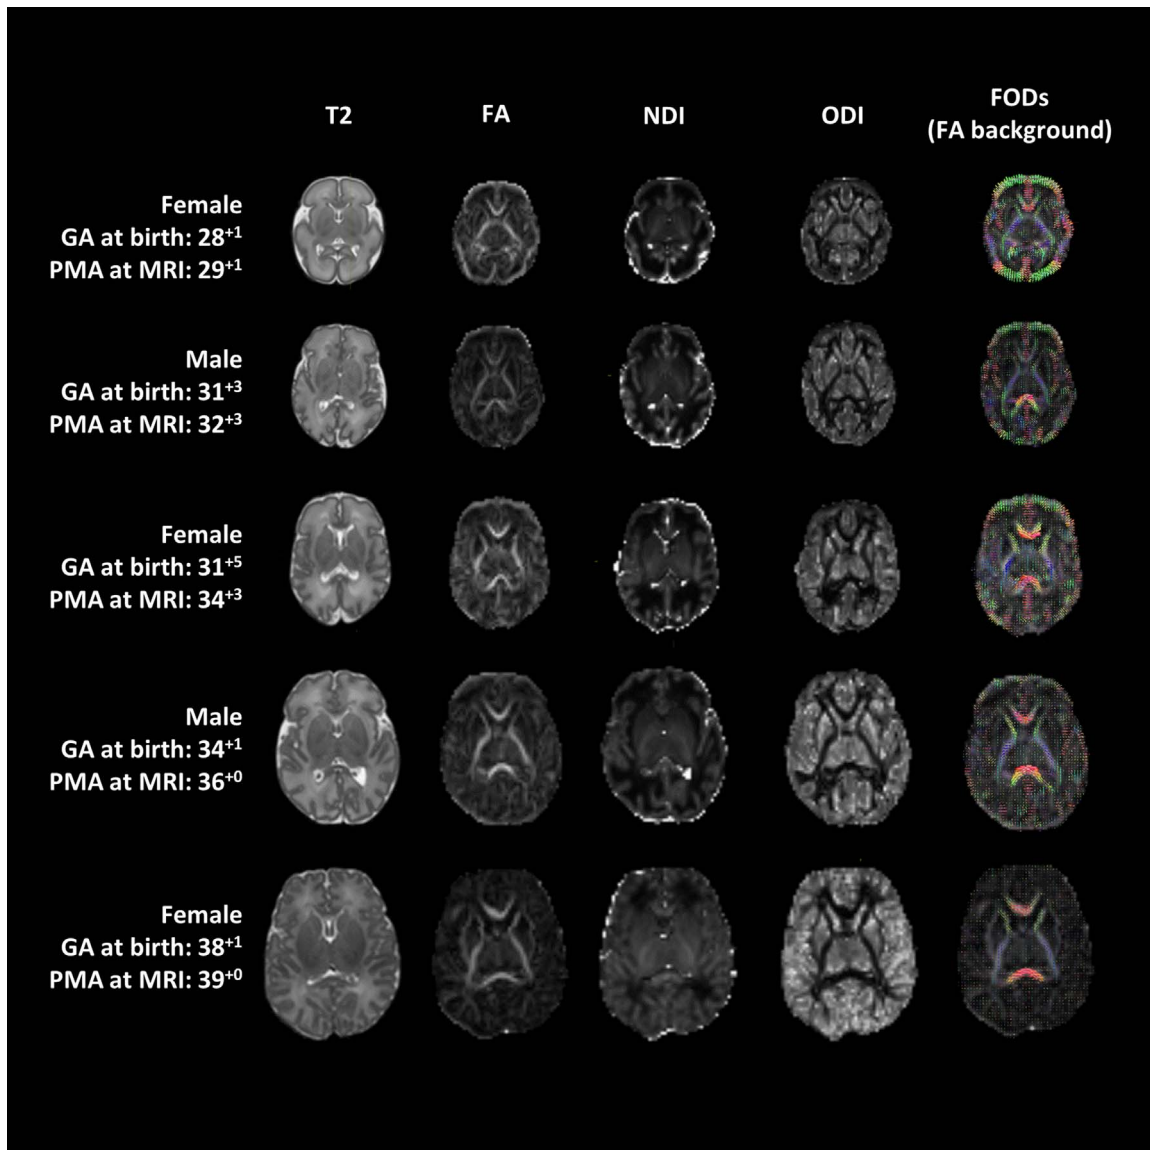 T2
FA
NDI
ODI
FODs
(FA background)
Female
GA at birth: 28⁺¹
PMA at MRI: 29⁺¹
Male
GA at birth: 31⁺³
PMA at MRI: 32⁺³
Female
GA at birth: 31⁺⁵
PMA at MRI: 34⁺³
Male
GA at birth: 34⁺¹
PMA at MRI: 36⁺⁰
Female
GA at birth: 38⁺¹
PMA at MRI: 39⁺⁰